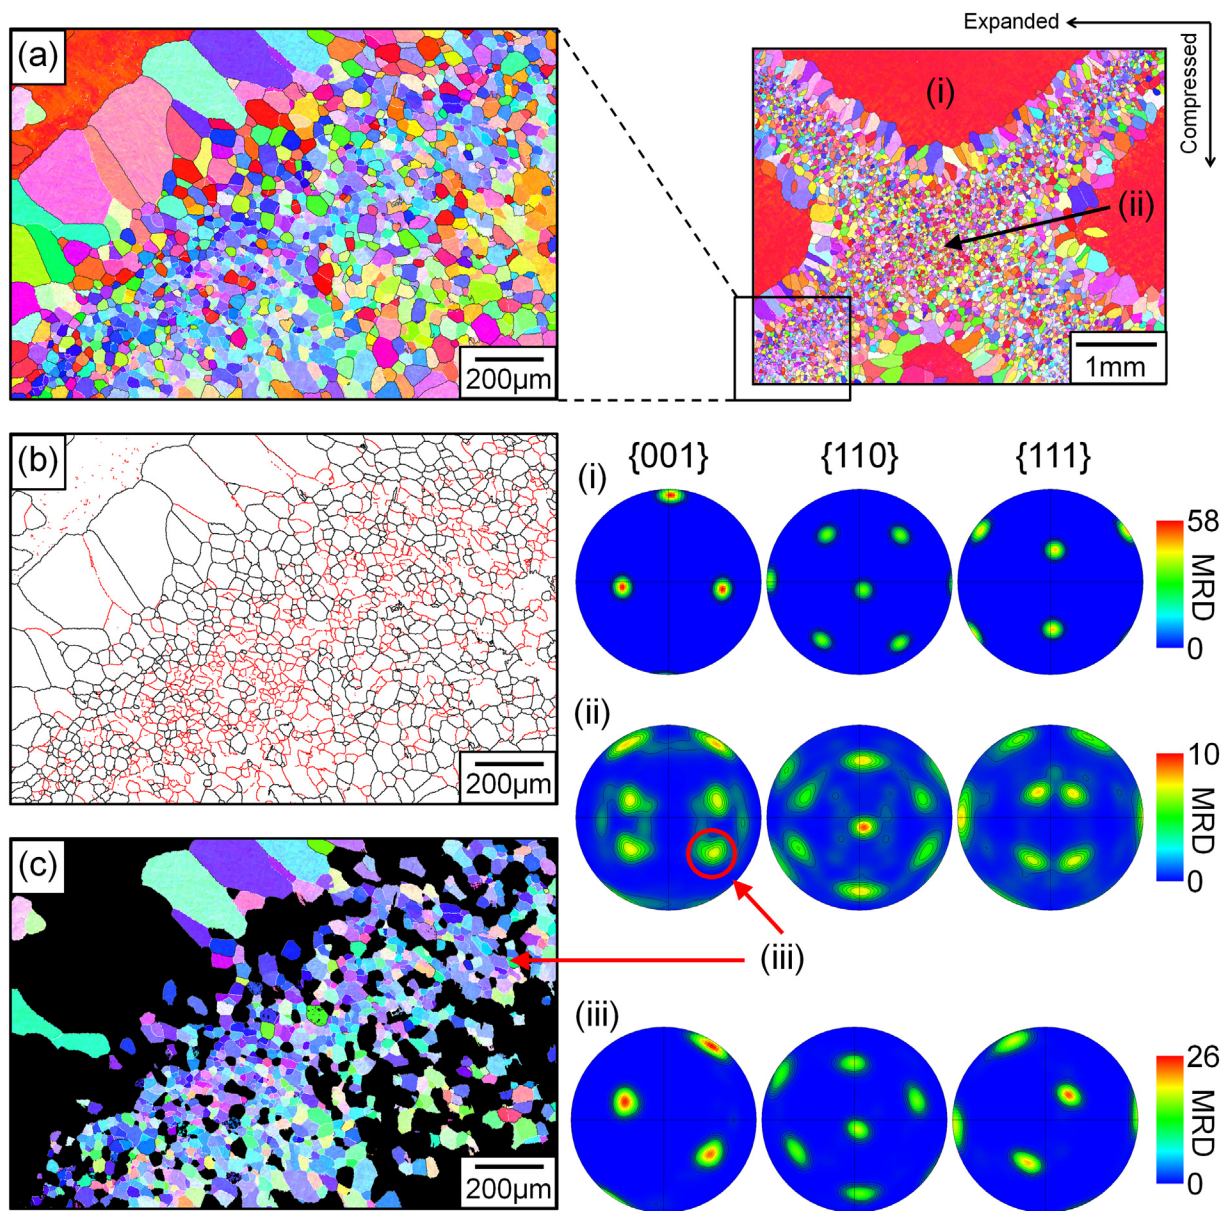 (a)
200µm
Expanded
Compressed
(i)
(ii)
1mm
(b)
200µm
{001} {110} {111}
(i)
58
MRD
0
(ii)
10
MRD
0
(c)
200µm
(iii)
(iii)
26
MRD
0